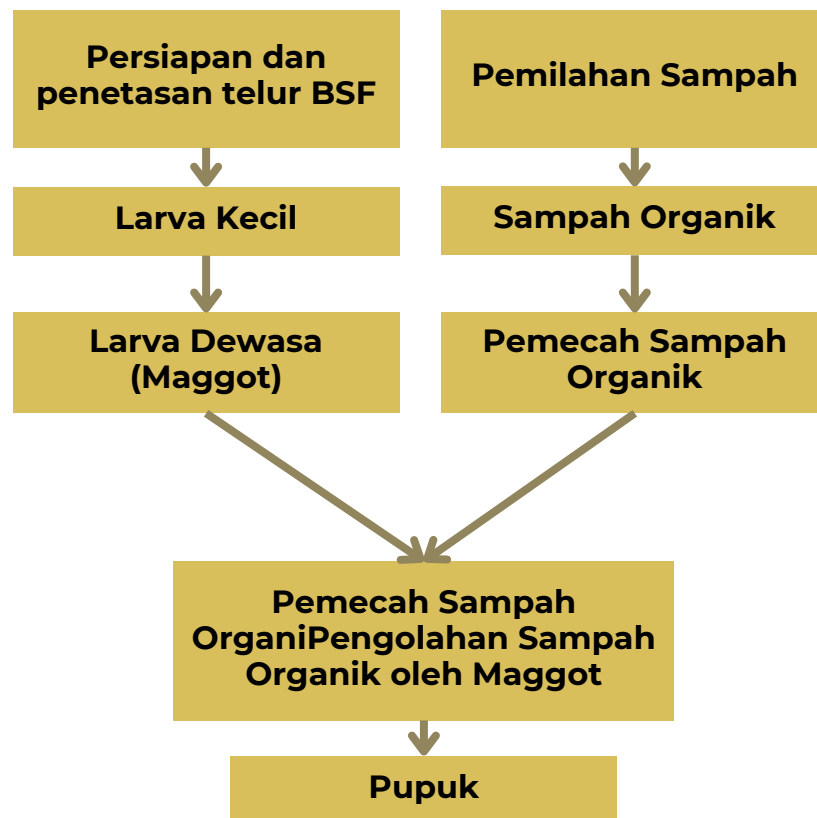 Persiapan dan
penetasan telur BSF
Pemilahan Sampah
Larva Kecil
Sampah Organik
Larva Dewasa
(Maggot)
Pemecah Sampah
Organik
Pemecah Sampah
OrganiPengolahan Sampah
Organik oleh Maggot
Pupuk